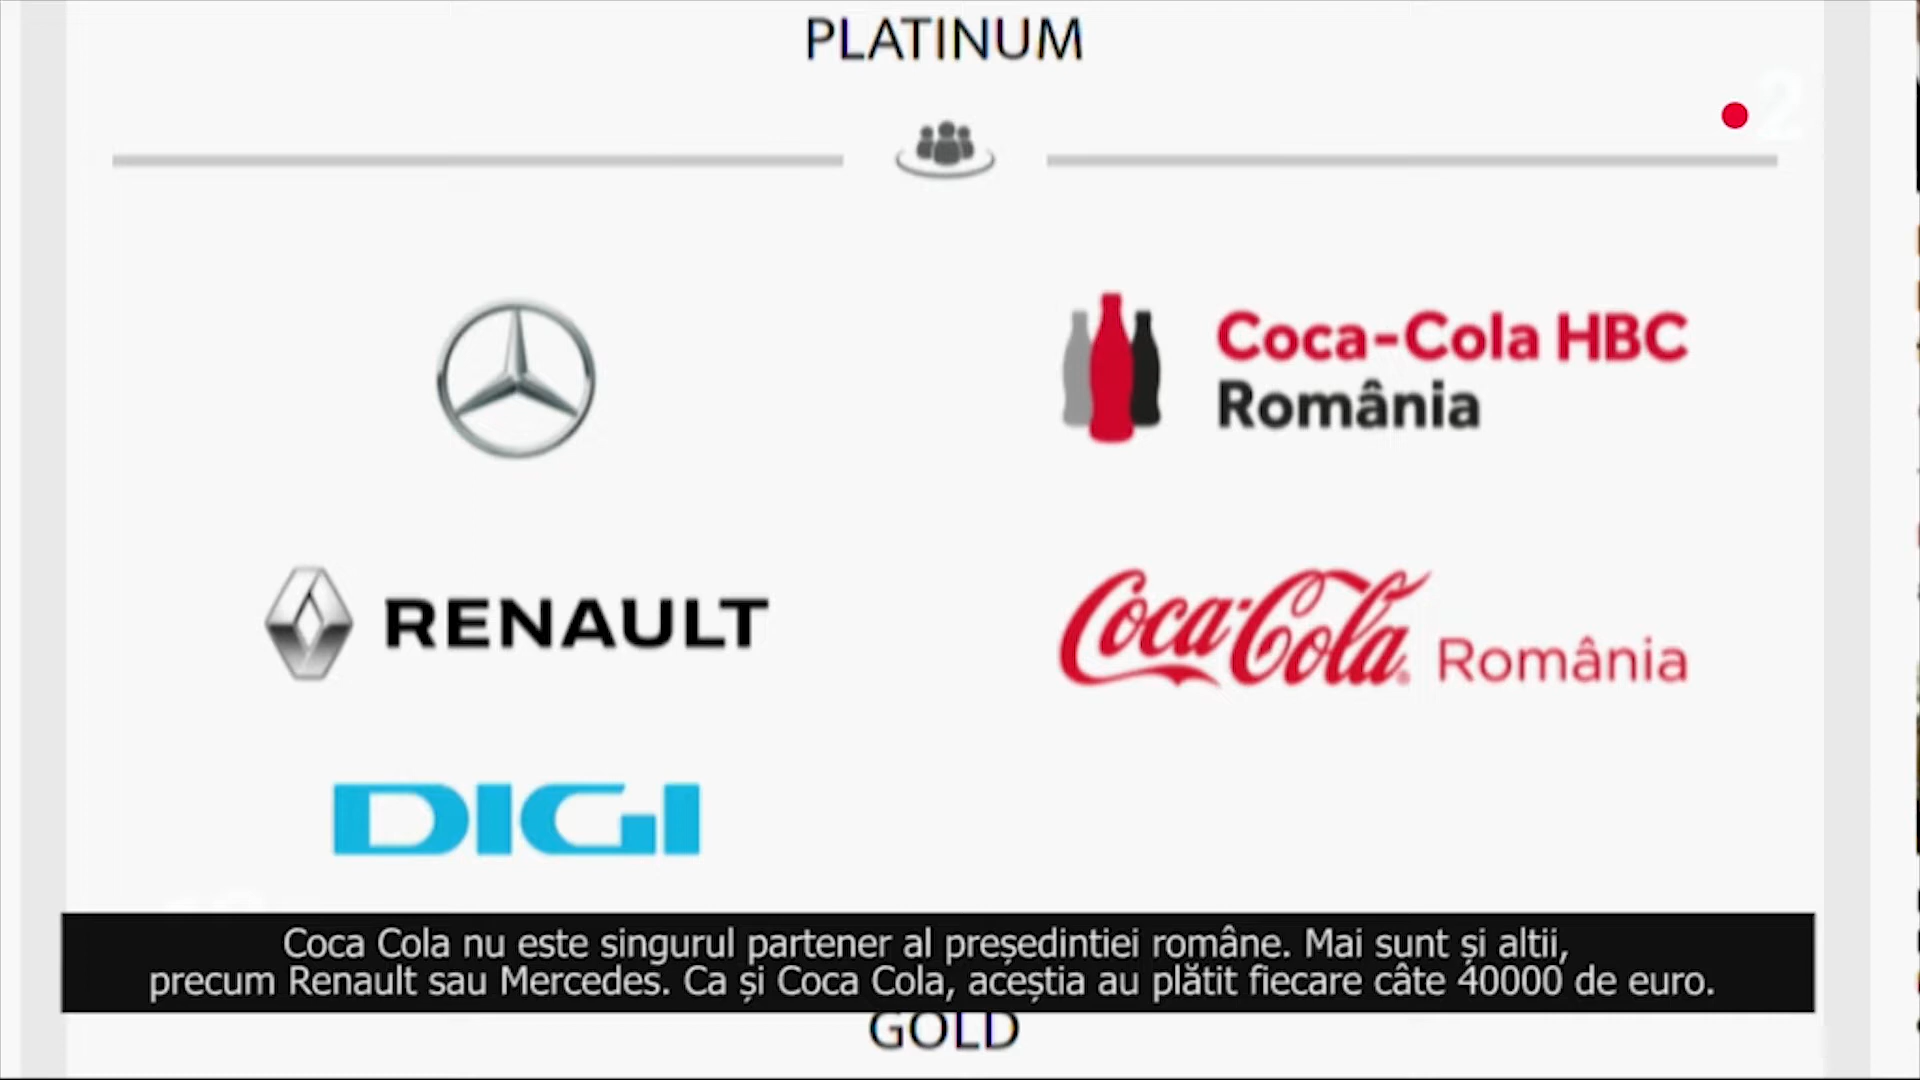 PLATINUM
2
Coca-Cola HBC
România
RENAULT
Coca-Cola România
DIGI
Coca Cola nu este singurul partener al președintiei române. Mai sunt și altii,
precum Renault sau Mercedes. Ca și Coca Cola, aceștia au plătit fiecare câte 40000 de euro.
GOLD